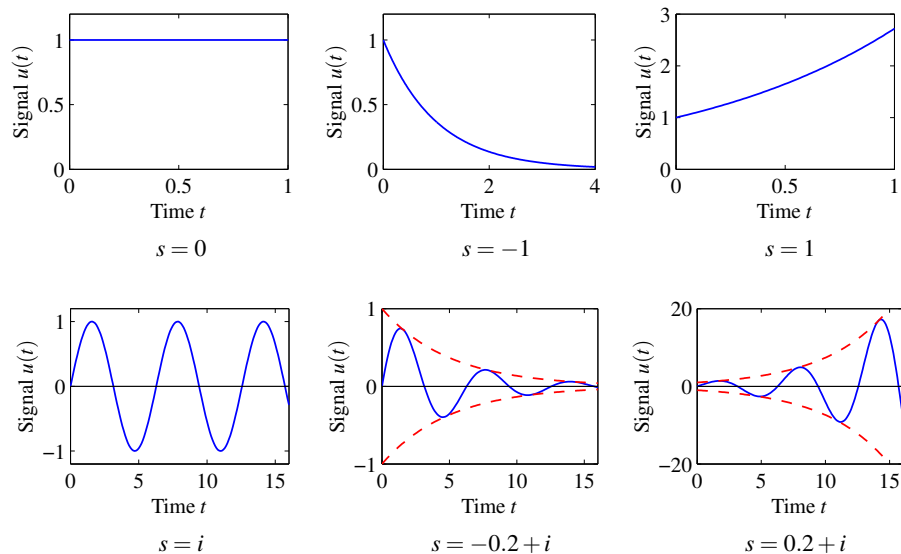 1
0.5
0
0
0.5
1
Signal u(t)
Time t
s = 0
1
0.5
0
0
2
4
Signal u(t)
Time t
s = −1
3
2
1
0
0
0.5
1
Signal u(t)
Time t
s = 1
1
0
−1
0
5
10
15
Signal u(t)
Time t
s = i
1
0
−1
0
5
10
15
Signal u(t)
Time t
s = −0.2 + i
20
0
−20
0
5
10
15
Signal u(t)
Time t
s = 0.2 + i